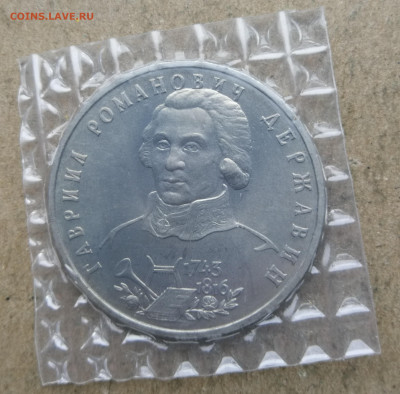 COINS.LAVE.RU
ГАВРИИЛ РОМАНОВИЧ ДЕРЖАВИН
1743
1816